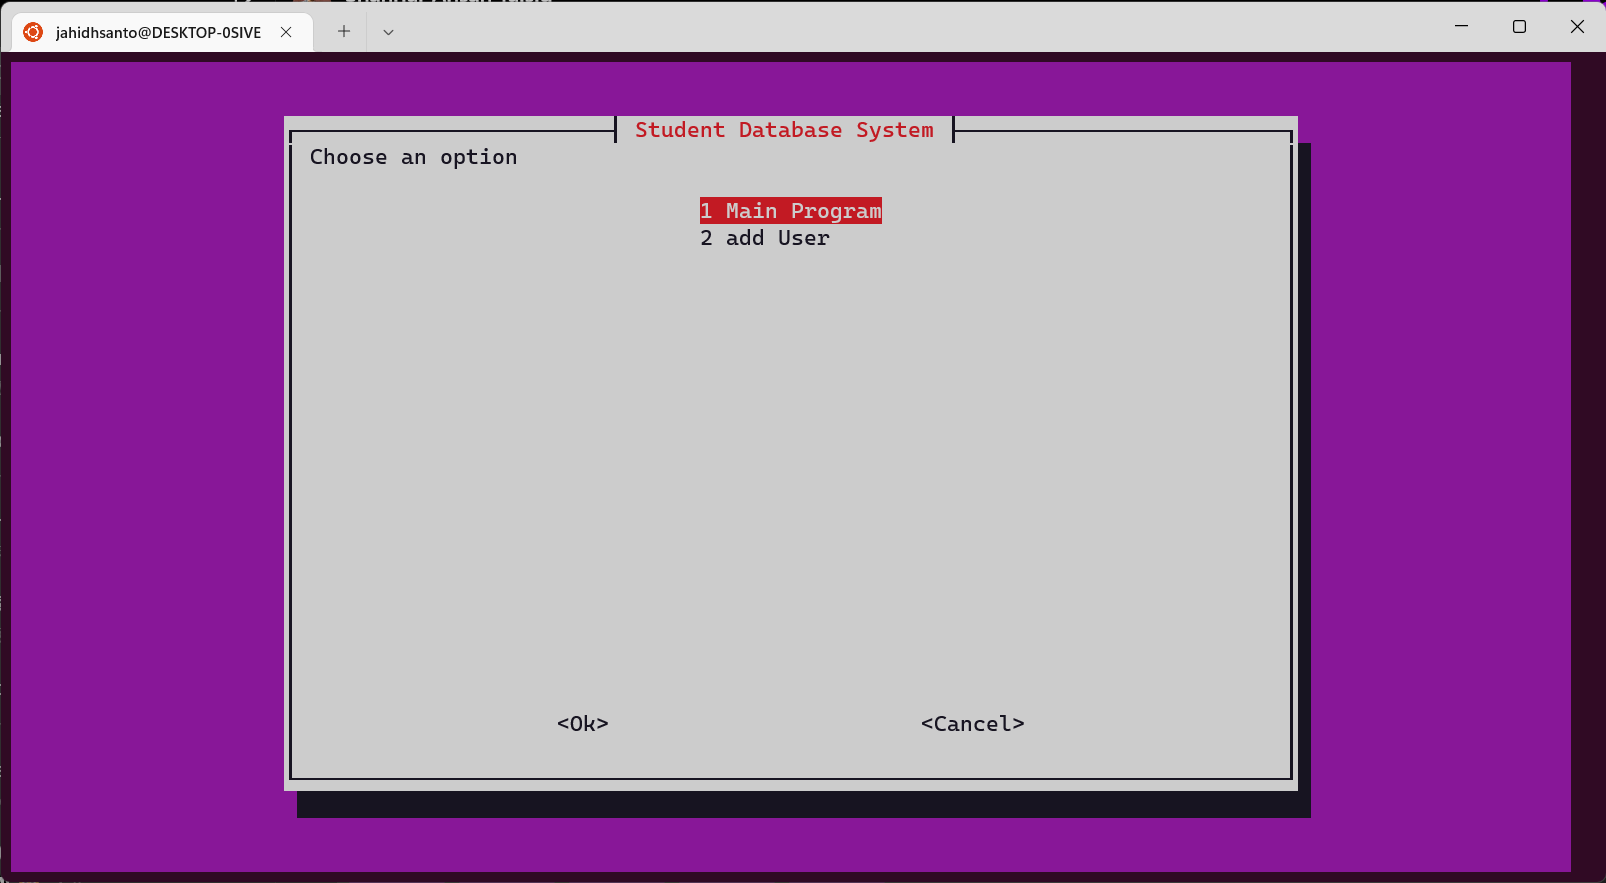 jahidhsanto@DESKTOP-0SIVE
Student Database System
Choose an option
1 Main Program
2 add User
<Ok> <Cancel>